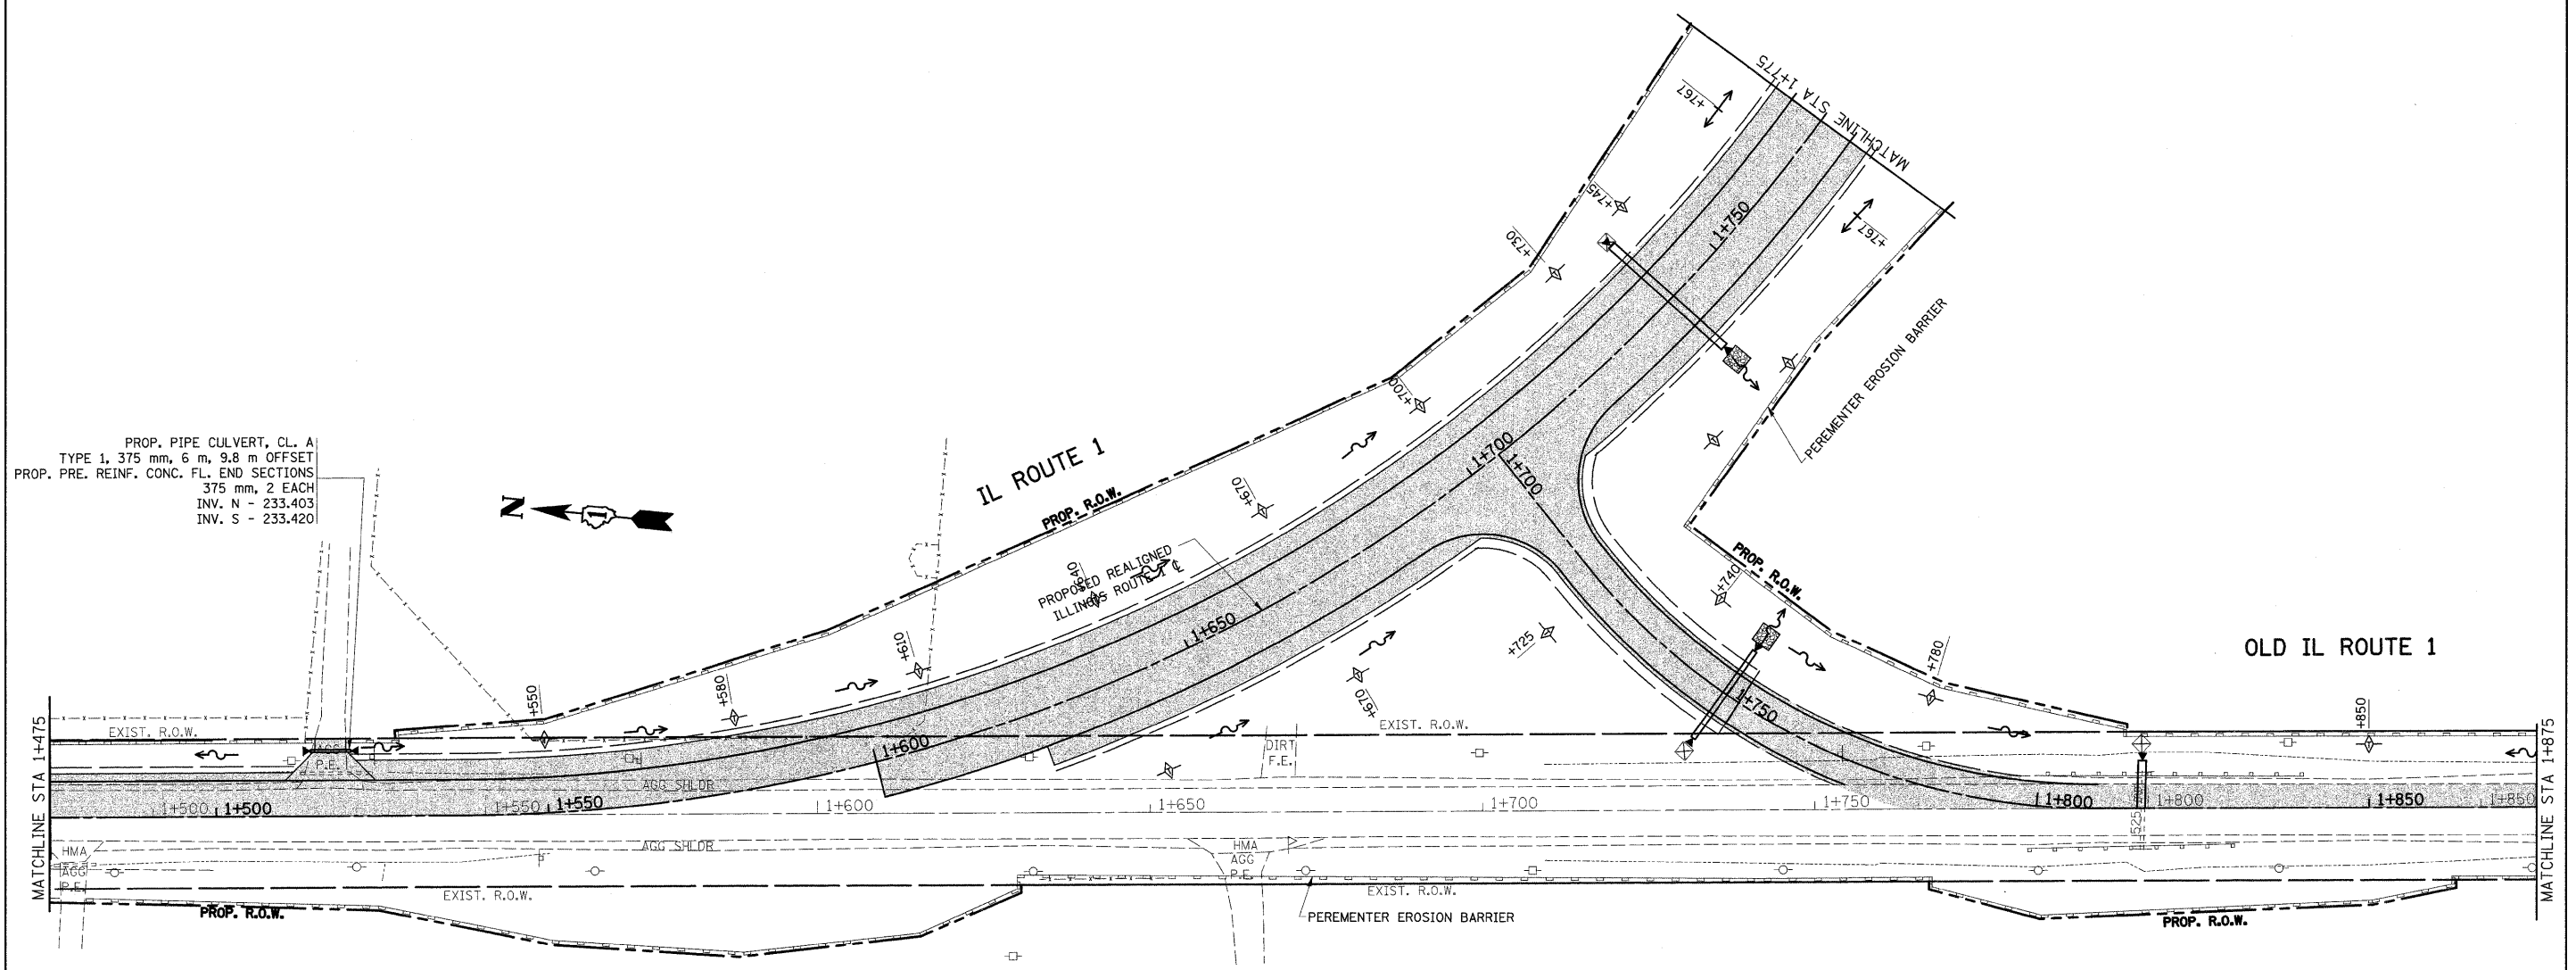 MATCHLINE STA 1+775
+767
+745
+730
+767
1+750
PEREMENTER EROSION BARRIER
+700
1+700
1+700
PROP. PIPE CULVERT, CL. A
TYPE 1, 375 mm, 6 m, 9.8 m OFFSET
PROP. PRE. REINF. CONC. FL. END SECTIONS
375 mm, 2 EACH
INV. N - 233.403
INV. S - 233.420
N
IL ROUTE 1
PROP. R.O.W.
+670
PROPOSED REALIGNED
ILLINOIS ROUTE 1 ℄
+640
1+650
+610
+580
+550
PROP. R.O.W.
+740
+725
+670
+780
OLD IL ROUTE 1
+850
MATCHLINE STA 1+475
EXIST. R.O.W.
P.E.
AGG SHLDR
1+600
DIRT
F.E.
EXIST. R.O.W.
1+750
1+500
1+500
1+550
1+550
1+600
1+650
1+700
1+750
1+800
1+800
1+850
1+850
MATCHLINE STA 1+875
525
HMA
AGG
P.E.
AGG SHLDR
HMA
AGG
P.E.
PROP. R.O.W.
EXIST. R.O.W.
EXIST. R.O.W.
PEREMENTER EROSION BARRIER
PROP. R.O.W.